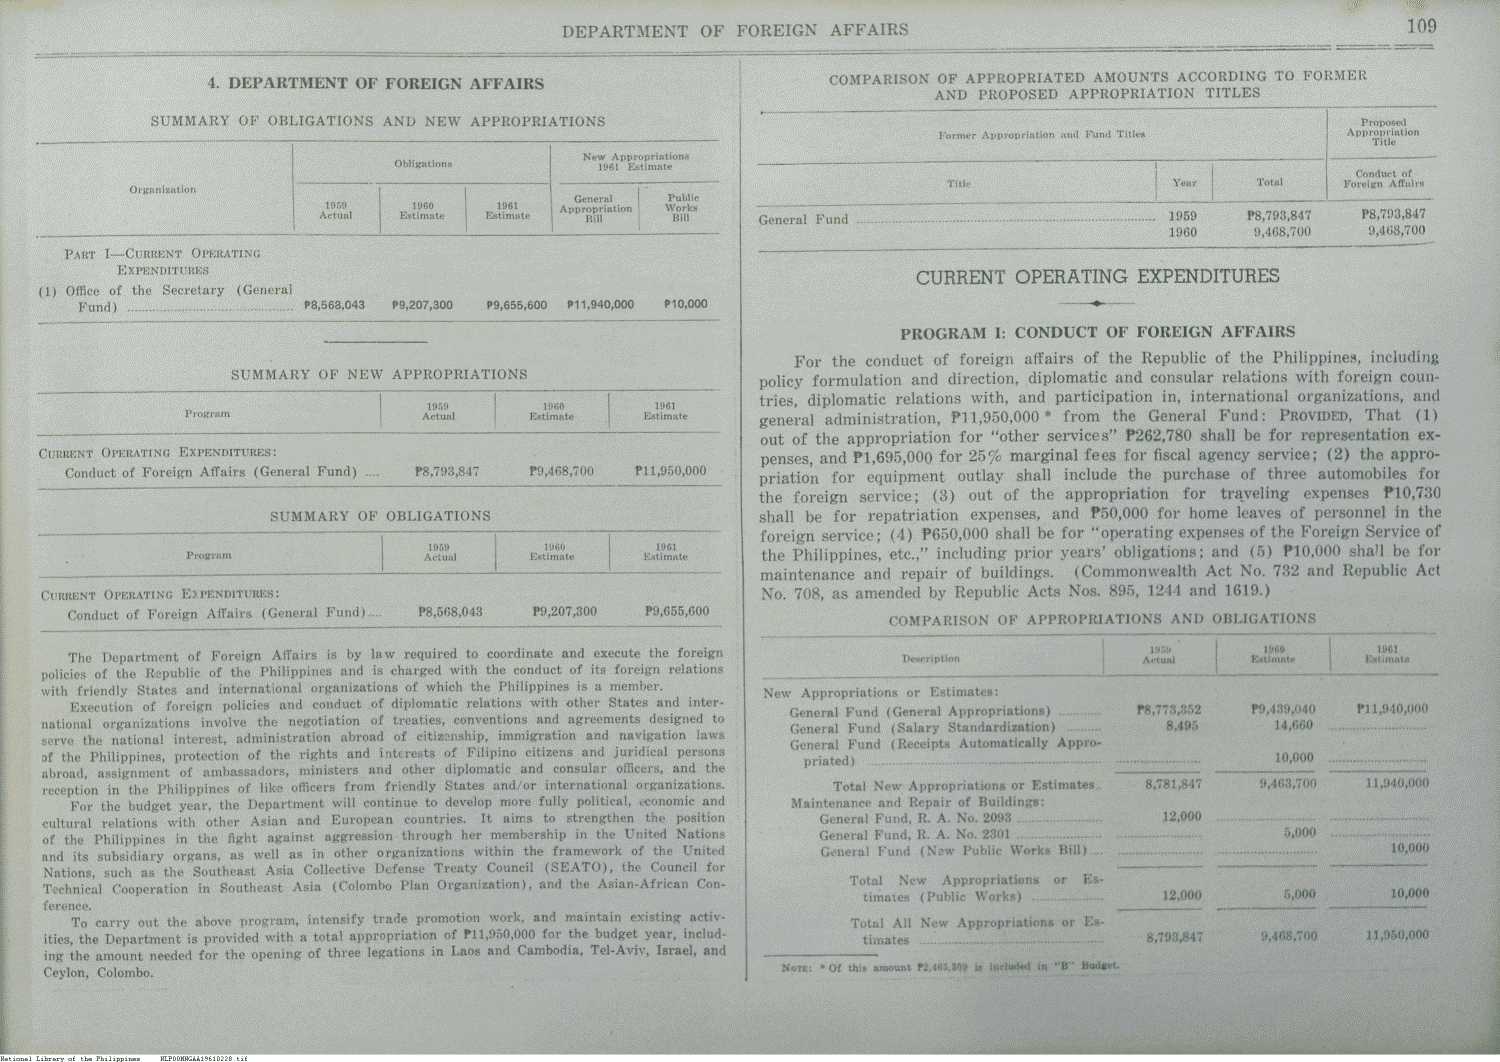 DEPARTMENT OF FOREIGN AFFAIRS
109
4. DEPARTMENT OF FOREIGN AFFAIRS
SUMMARY OF OBLIGATIONS AND NEW APPROPRIATIONS
Organization
Obligations
New Appropriations
1961 Estimate
1959
Actual
1960
Estimate
1961
Estimate
General
Appropriation
Bill
Public
Works
Bill
PART I—CURRENT OPERATING
EXPENDITURES
(1) Office of the Secretary (General
Fund) ........ ₱8,568,043 ₱9,207,300 ₱9,655,600 ₱11,940,000 ₱10,000
SUMMARY OF NEW APPROPRIATIONS
Program
1959
Actual
1960
Estimate
1961
Estimate
CURRENT OPERATING EXPENDITURES:
Conduct of Foreign Affairs (General Fund) .... ₱8,793,847 ₱9,468,700 ₱11,950,000
SUMMARY OF OBLIGATIONS
Program
1959
Actual
1960
Estimate
1961
Estimate
CURRENT OPERATING EXPENDITURES:
Conduct of Foreign Affairs (General Fund).... ₱8,568,043 ₱9,207,300 ₱9,655,600
The Department of Foreign Affairs is by law required to coordinate and execute the foreign
policies of the Republic of the Philippines and is charged with the conduct of its foreign relations
with friendly States and international organizations of which the Philippines is a member.
Execution of foreign policies and conduct of diplomatic relations with other States and inter-
national organizations involve the negotiation of treaties, conventions and agreements designed to
serve the national interest, administration abroad of citizenship, immigration and navigation laws
of the Philippines, protection of the rights and interests of Filipino citizens and juridical persons
abroad, assignment of ambassadors, ministers and other diplomatic and consular officers, and the
reception in the Philippines of like officers from friendly States and/or international organizations.
For the budget year, the Department will continue to develop more fully political, economic and
cultural relations with other Asian and European countries. It aims to strengthen the position
of the Philippines in the fight against aggression through her membership in the United Nations
and its subsidiary organs, as well as in other organizations within the framework of the United
Nations, such as the Southeast Asia Collective Defense Treaty Council (SEATO), the Council for
Technical Cooperation in Southeast Asia (Colombo Plan Organization), and the Asian-African Con-
ference.
To carry out the above program, intensify trade promotion work, and maintain existing activ-
ities, the Department is provided with a total appropriation of ₱11,950,000 for the budget year, includ-
ing the amount needed for the opening of three legations in Laos and Cambodia, Tel-Aviv, Israel, and
Ceylon, Colombo.
COMPARISON OF APPROPRIATED AMOUNTS ACCORDING TO FORMER
AND PROPOSED APPROPRIATION TITLES
Former Appropriation and Fund Titles
Proposed
Appropriation
Title
Title
Year
Total
Conduct of
Foreign Affairs
General Fund ........ 1959 ₱8,793,847 ₱8,793,847
1960 9,468,700 9,468,700
CURRENT OPERATING EXPENDITURES
PROGRAM I: CONDUCT OF FOREIGN AFFAIRS
For the conduct of foreign affairs of the Republic of the Philippines, including
policy formulation and direction, diplomatic and consular relations with foreign coun-
tries, diplomatic relations with, and participation in, international organizations, and
general administration, ₱11,950,000 * from the General Fund: PROVIDED, That (1)
out of the appropriation for "other services" ₱262,780 shall be for representation ex-
penses, and ₱1,695,000 for 25% marginal fees for fiscal agency service; (2) the appro-
priation for equipment outlay shall include the purchase of three automobiles for
the foreign service; (3) out of the appropriation for traveling expenses ₱10,730
shall be for repatriation expenses, and ₱50,000 for home leaves of personnel in the
foreign service; (4) ₱650,000 shall be for "operating expenses of the Foreign Service of
the Philippines, etc.," including prior years' obligations; and (5) ₱10,000 shall be for
maintenance and repair of buildings. (Commonwealth Act No. 732 and Republic Act
No. 708, as amended by Republic Acts Nos. 895, 1244 and 1619.)
COMPARISON OF APPROPRIATIONS AND OBLIGATIONS
Description
1959
Actual
1960
Estimate
1961
Estimate
New Appropriations or Estimates:
General Fund (General Appropriations) ........ ₱8,773,352 ₱9,439,040 ₱11,940,000
General Fund (Salary Standardization) ........ 8,495 14,660 ........
General Fund (Receipts Automatically Appro-
priated) ........ ........ 10,000 ........
Total New Appropriations or Estimates.. 8,781,847 9,463,700 11,940,000
Maintenance and Repair of Buildings:
General Fund, R. A. No. 2093 ........ 12,000 ........ ........
General Fund, R. A. No. 2301 ........ ........ 5,000 ........
General Fund (New Public Works Bill) .... ........ ........ 10,000
Total New Appropriations or Es-
timates (Public Works) ........ 12,000 5,000 10,000
Total All New Appropriations or Es-
timates ........ 8,793,847 9,468,700 11,950,000
NOTE: * Of this amount ₱2,465,309 is included in "B" Budget.
National Library of the Philippines NLP00NHGAA19610228.tif